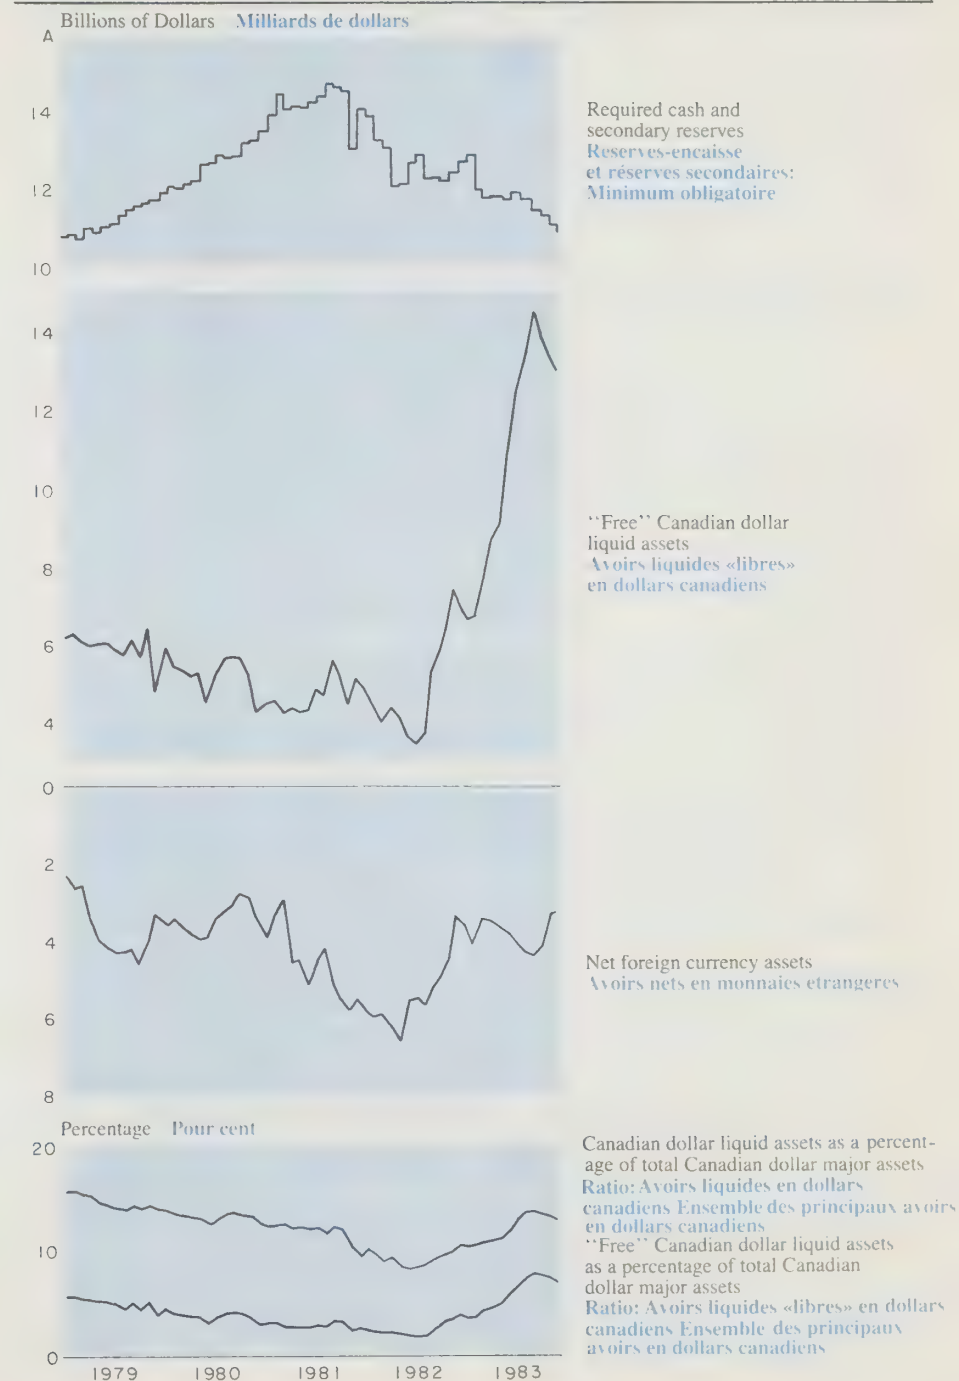 Billions of Dollars Milliards de dollars
A
14
12
10
Required cash and
secondary reserves
Reserves-encaisse
et réserves secondaires:
Minimum obligatoire
14
12
10
8
6
4
"Free" Canadian dollar
liquid assets
Avoirs liquides «libres»
en dollars canadiens
0
2
4
6
8
Net foreign currency assets
Avoirs nets en monnaies etrangeres
Percentage Pour cent
20
10
0
Canadian dollar liquid assets as a percent-
age of total Canadian dollar major assets
Ratio: Avoirs liquides en dollars
canadiens Ensemble des principaux avoirs
en dollars canadiens
"Free" Canadian dollar liquid assets
as a percentage of total Canadian
dollar major assets
Ratio: Avoirs liquides «libres» en dollars
canadiens Ensemble des principaux
avoirs en dollars canadiens
1979 1980 1981 1982 1983